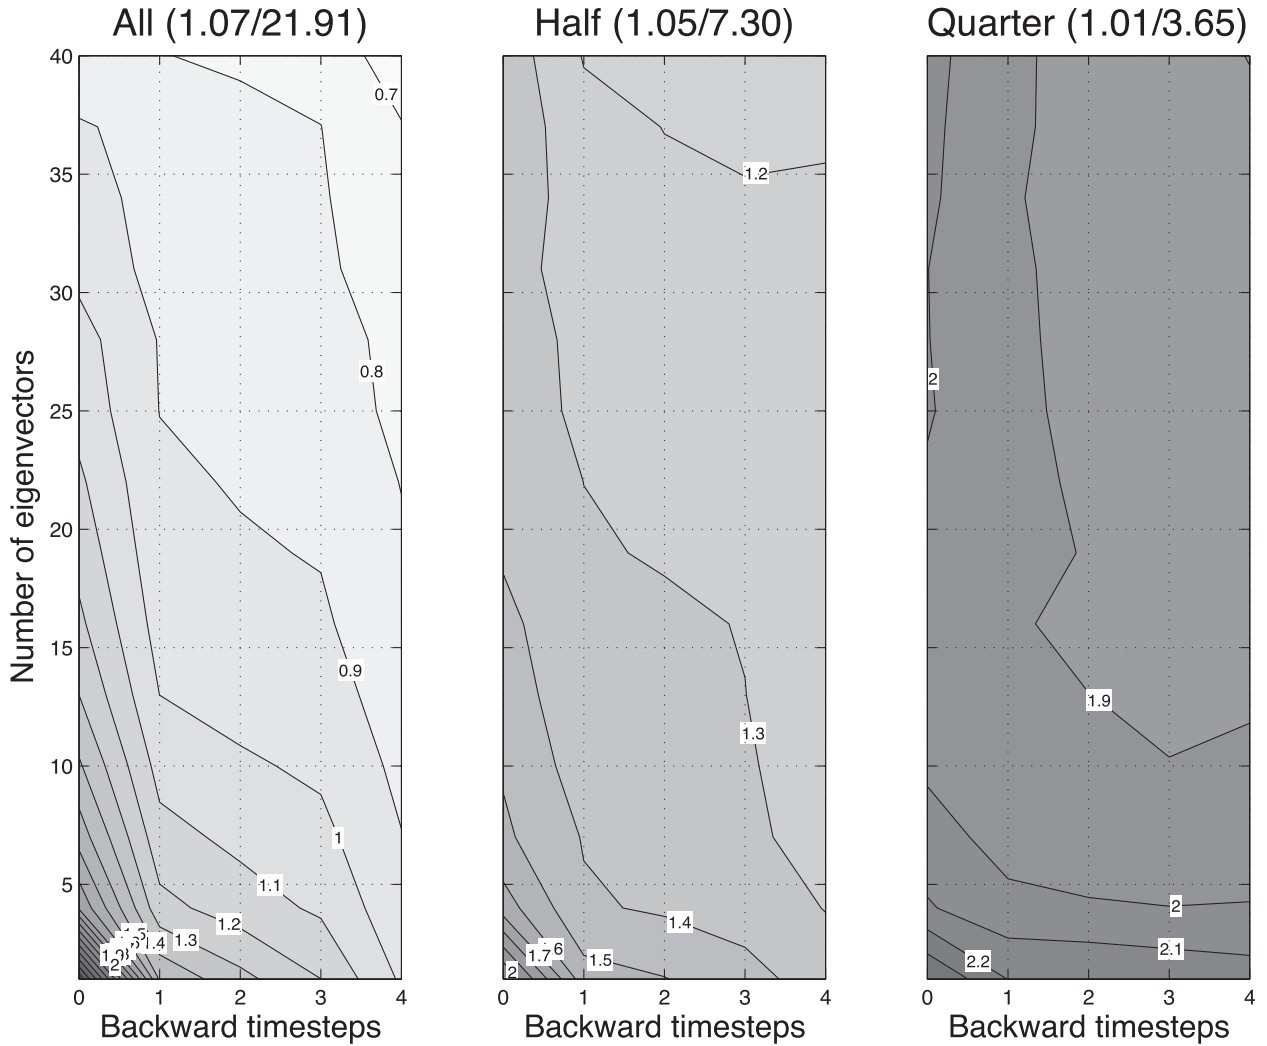 All (1.07/21.91)
Half (1.05/7.30)
Quarter (1.01/3.65)
Number of eigenvectors
40
35
30
25
20
15
10
5
0.7
0.8
0.9
1
1.1
1.2
1.3
1.4
2
0 1 2 3 4
Backward timesteps
1.2
1.3
1.4
1.5
1.7
2
0 1 2 3 4
Backward timesteps
2
1.9
2
2.1
2.2
0 1 2 3 4
Backward timesteps